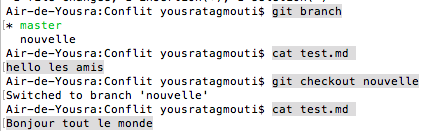 Air-de-Yousra:Conflit yousratagmouti$ git branch
* master
nouvelle
Air-de-Yousra:Conflit yousratagmouti$ cat test.md
hello les amis
Air-de-Yousra:Conflit yousratagmouti$ git checkout nouvelle
Switched to branch 'nouvelle'
Air-de-Yousra:Conflit yousratagmouti$ cat test.md
Bonjour tout le monde